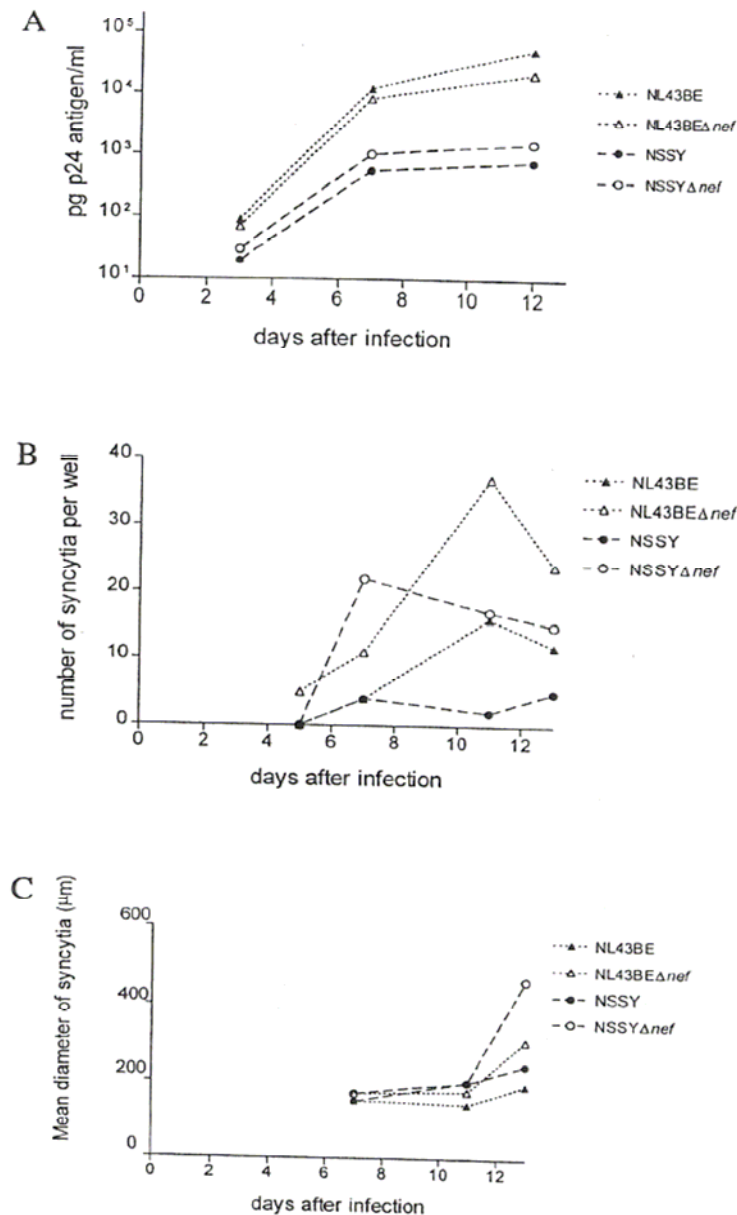 A
pg p24 antigen/ml
10⁵
10⁴
10³
10²
10¹
0 2 4 6 8 10 12
days after infection
NL43BE
NL43BEΔnef
NSSY
NSSYΔnef
B
number of syncytia per well
40
30
20
10
0
0 2 4 6 8 10 12
days after infection
NL43BE
NL43BEΔnef
NSSY
NSSYΔnef
C
Mean diameter of syncytia (μm)
600
400
200
0
0 2 4 6 8 10 12
days after infection
NL43BE
NL43BEΔnef
NSSY
NSSYΔnef